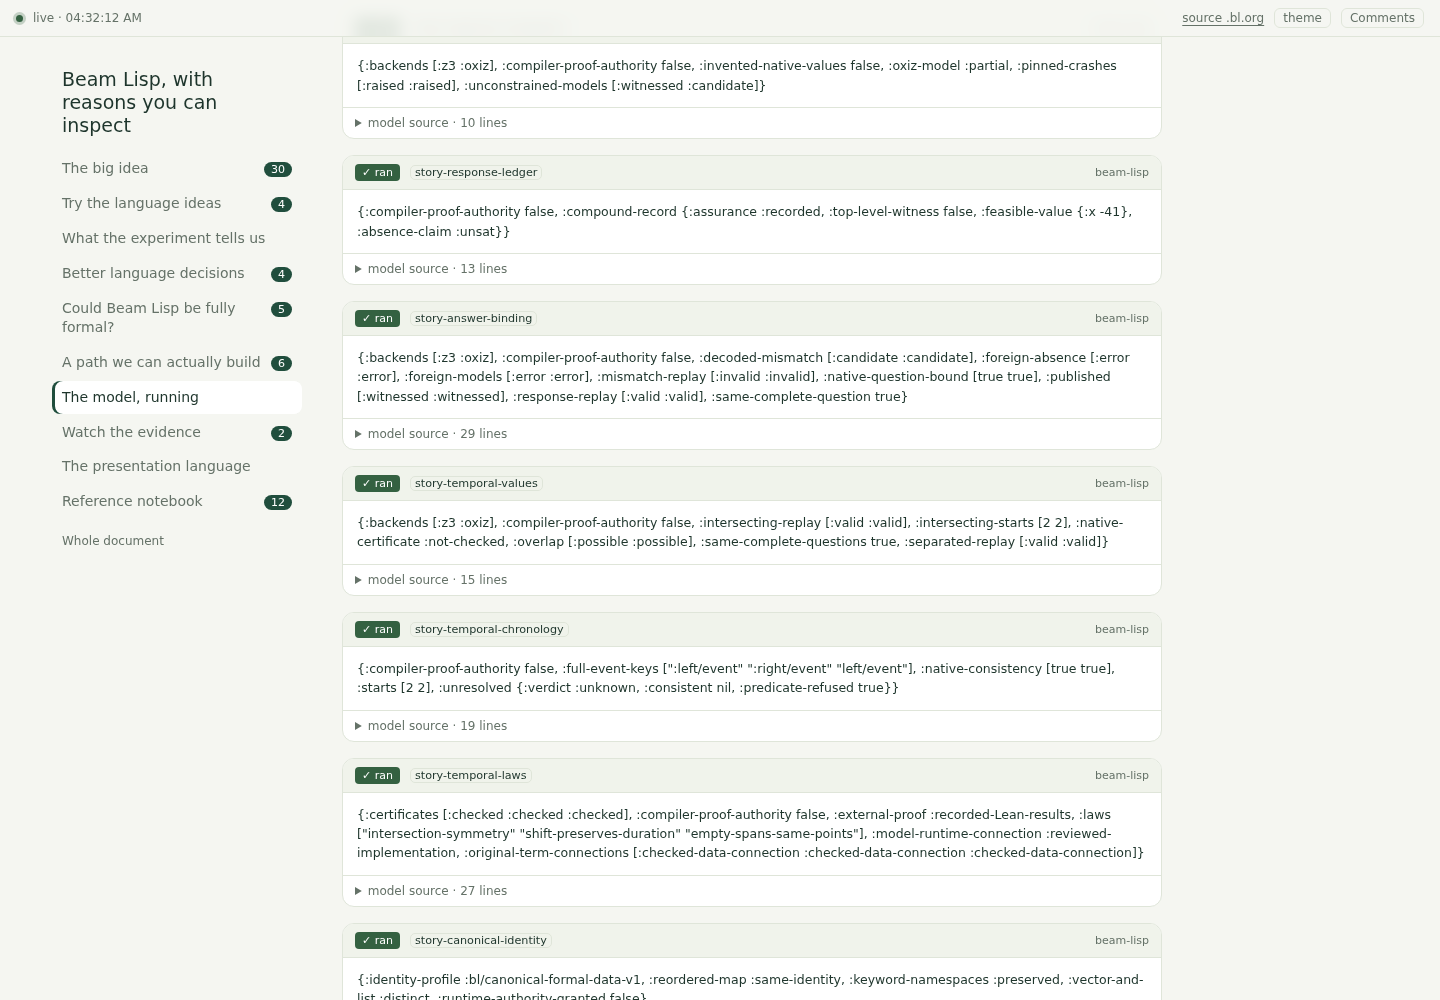 live · 04:32:12 AM
source .bl.org
theme
Comments
Beam Lisp, with
reasons you can
inspect
The big idea 30
Try the language ideas 4
What the experiment tells us
Better language decisions 4
Could Beam Lisp be fully 5
formal?
A path we can actually build 6
The model, running
Watch the evidence 2
The presentation language
Reference notebook 12
Whole document
{:backends [:z3 :oxiz], :compiler-proof-authority false, :invented-native-values false, :oxiz-model :partial, :pinned-crashes
[:raised :raised], :unconstrained-models [:witnessed :candidate]}
▶ model source · 10 lines
✓ ran story-response-ledger beam-lisp
{:compiler-proof-authority false, :compound-record {:assurance :recorded, :top-level-witness false, :feasible-value {:x -41},
:absence-claim :unsat}}
▶ model source · 13 lines
✓ ran story-answer-binding beam-lisp
{:backends [:z3 :oxiz], :compiler-proof-authority false, :decoded-mismatch [:candidate :candidate], :foreign-absence [:error
:error], :foreign-models [:error :error], :mismatch-replay [:invalid :invalid], :native-question-bound [true true], :published
[:witnessed :witnessed], :response-replay [:valid :valid], :same-complete-question true}
▶ model source · 29 lines
✓ ran story-temporal-values beam-lisp
{:backends [:z3 :oxiz], :compiler-proof-authority false, :intersecting-replay [:valid :valid], :intersecting-starts [2 2], :native-
certificate :not-checked, :overlap [:possible :possible], :same-complete-questions true, :separated-replay [:valid :valid]}
▶ model source · 15 lines
✓ ran story-temporal-chronology beam-lisp
{:compiler-proof-authority false, :full-event-keys [":left/event" ":right/event" "left/event"], :native-consistency [true true],
:starts [2 2], :unresolved {:verdict :unknown, :consistent nil, :predicate-refused true}}
▶ model source · 19 lines
✓ ran story-temporal-laws beam-lisp
{:certificates [:checked :checked :checked], :compiler-proof-authority false, :external-proof :recorded-Lean-results, :laws
["intersection-symmetry" "shift-preserves-duration" "empty-spans-same-points"], :model-runtime-connection :reviewed-
implementation, :original-term-connections [:checked-data-connection :checked-data-connection :checked-data-connection]}
▶ model source · 27 lines
✓ ran story-canonical-identity beam-lisp
{:identity-profile :bl/canonical-formal-data-v1, :reordered-map :same-identity, :keyword-namespaces :preserved, :vector-and-
list :distinct, :runtime-authority-granted false}